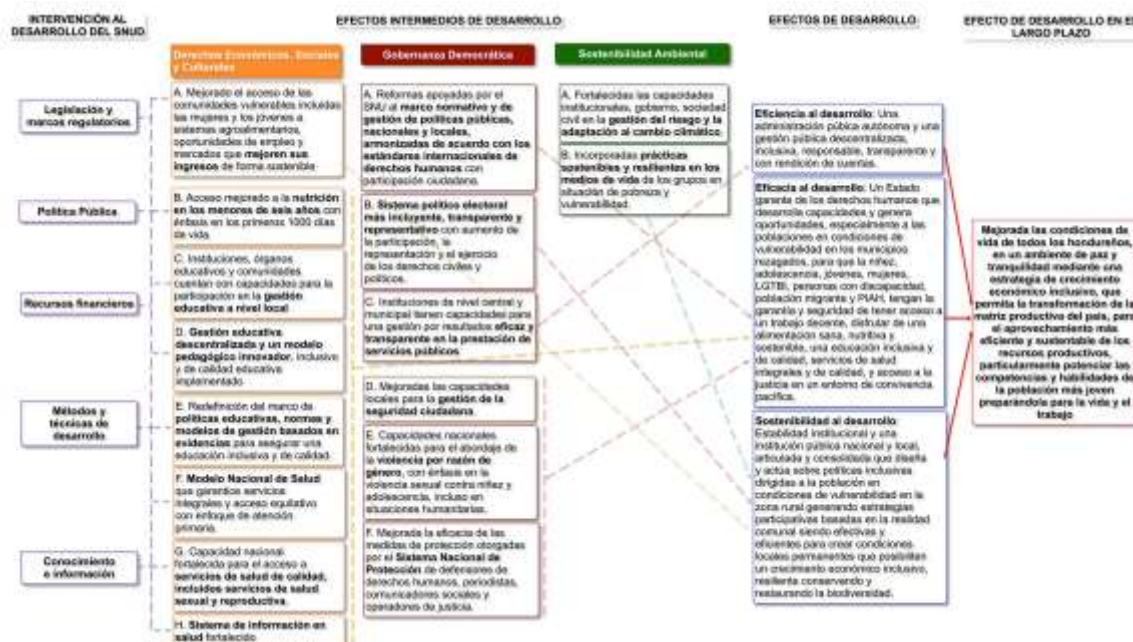 INTERVENCIÓN AL
DESARROLLO DEL SNUD
EFECTOS INTERMEDIOS DE DESARROLLO
EFECTOS DE DESARROLLO
EFECTO DE DESARROLLO EN EL
LARGO PLAZO
Legislación y
marcos regulatorios
Política Pública
Recursos financieros
Métodos y
técnicas de
desarrollo
Conocimiento
e información
Derechos Económicos, Sociales
y Culturales
A. Mejorado el acceso de las
comunidades vulnerables incluidas
las mujeres y los jóvenes a
sistemas agroalimentarios,
oportunidades de empleo y
mercados que mejoren sus
ingresos de forma sostenible
B. Acceso mejorado a la nutrición
en los menores de seis años con
énfasis en los primeros 1000 días
de vida.
C. Instituciones, órganos
educativos y comunidades
cuentan con capacidades para la
participación en la gestión
educativa a nivel local
D. Gestión educativa
descentralizada y un modelo
pedagógico innovador, inclusivo
y de calidad educativa
implementado
E. Redefinición del marco de
políticas educativas, normas y
modelos de gestión basados en
evidencias para asegurar una
educación inclusiva y de calidad.
F. Modelo Nacional de Salud
que garantice servicios
integrales y acceso equitativo
con enfoque de atención
primaria.
G. Capacidad nacional
fortalecida para el acceso a
servicios de salud de calidad,
incluidos servicios de salud
sexual y reproductiva.
H. Sistema de información en
salud fortalecido
Gobernanza Democrática
A. Reformas apoyadas por el
SNU al marco normativo y de
gestión de políticas públicas,
nacionales y locales,
armonizadas de acuerdo con los
estándares internacionales de
derechos humanos con
participación ciudadana.
B. Sistema político electoral
más incluyente, transparente y
representativo con aumento de
la participación, la
representación y el ejercicio
de los derechos civiles y
políticos.
C. Instituciones de nivel central y
municipal tienen capacidades para
una gestión por resultados eficaz y
transparente en la prestación de
servicios públicos
D. Mejoradas las capacidades
locales para la gestión de la
seguridad ciudadana.
E. Capacidades nacionales
fortalecidas para el abordaje de
la violencia por razón de
género, con énfasis en la
violencia sexual contra niñez y
adolescencia, incluso en
situaciones humanitarias.
F. Mejorada la eficacia de las
medidas de protección otorgadas
por el Sistema Nacional de
Protección de defensores de
derechos humanos, periodistas,
comunicadores sociales y
operadores de justicia.
Sostenibilidad Ambiental
A. Fortalecidas las capacidades
institucionales, gobierno, sociedad
civil en la gestión del riesgo y la
adaptación al cambio climático.
B. Incorporadas prácticas
sostenibles y resilientes en los
medios de vida de los grupos en
situación de pobreza y
vulnerabilidad.
Eficiencia al desarrollo: Una
administración púbica autónoma y una
gestión pública descentralizada,
inclusiva, responsable, transparente y
con rendición de cuentas.
Eficacia al desarrollo: Un Estado
garante de los derechos humanos que
desarrolla capacidades y genera
oportunidades, especialmente a las
poblaciones en condiciones de
vulnerabilidad en los municipios
rezagados, para que la niñez,
adolescencia, jóvenes, mujeres,
LGTBI, personas con discapacidad,
población migrante y PIAH, tengan la
garantía y seguridad de tener acceso a
un trabajo decente, disfrutar de una
alimentación sana, nutritiva y
sostenible, una educación inclusiva y
de calidad, servicios de salud
integrales y de calidad, y acceso a la
justicia en un entorno de convivencia
pacífica.
Sostenibilidad al desarrollo:
Estabilidad institucional y una
institución pública nacional y local,
articulada y consolidada que diseña
y actúa sobre políticas inclusivas
dirigidas a la población en
condiciones de vulnerabilidad en la
zona rural generando estrategias
participativas basadas en la realidad
comunal siendo efectivas y
eficientes para crear condiciones
locales permanentes que posibiliten
un crecimiento económico inclusivo,
resiliente conservando y
restaurando la biodiversidad.
Mejorada las condiciones de
vida de todos los hondureños,
en un ambiente de paz y
tranquilidad mediante una
estrategia de crecimiento
económico inclusivo, que
permita la transformación de la
matriz productiva del país, para
el aprovechamiento más
eficiente y sustentable de los
recursos productivos,
particularmente potenciar las
competencias y habilidades de
la población más joven
preparándola para la vida y el
trabajo